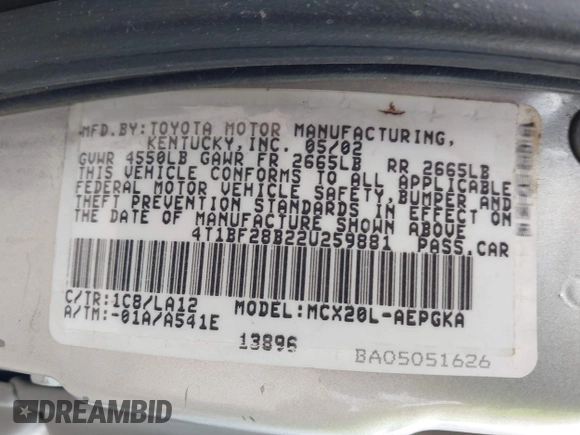 MFD.BY:TOYOTA MOTOR MANUFACTURING,
KENTUCKY,INC. 05/02
GVWR 4550LB GAWR FR 2665LB RR 2665LB
THIS VEHICLE CONFORMS TO ALL APPLICABLE
FEDERAL MOTOR VEHICLE SAFETY,BUMPER AND
THEFT PREVENTION STANDARDS IN EFFECT ON
THE DATE OF MANUFACTURE SHOWN ABOVE
4T1BF28B22U259881 PASS.CAR
C/TR:1C8/LA12 MODEL:MCX20L-AEPGKA
A/TM:-01A/A541E
13896 BA05051626
DREAMBID